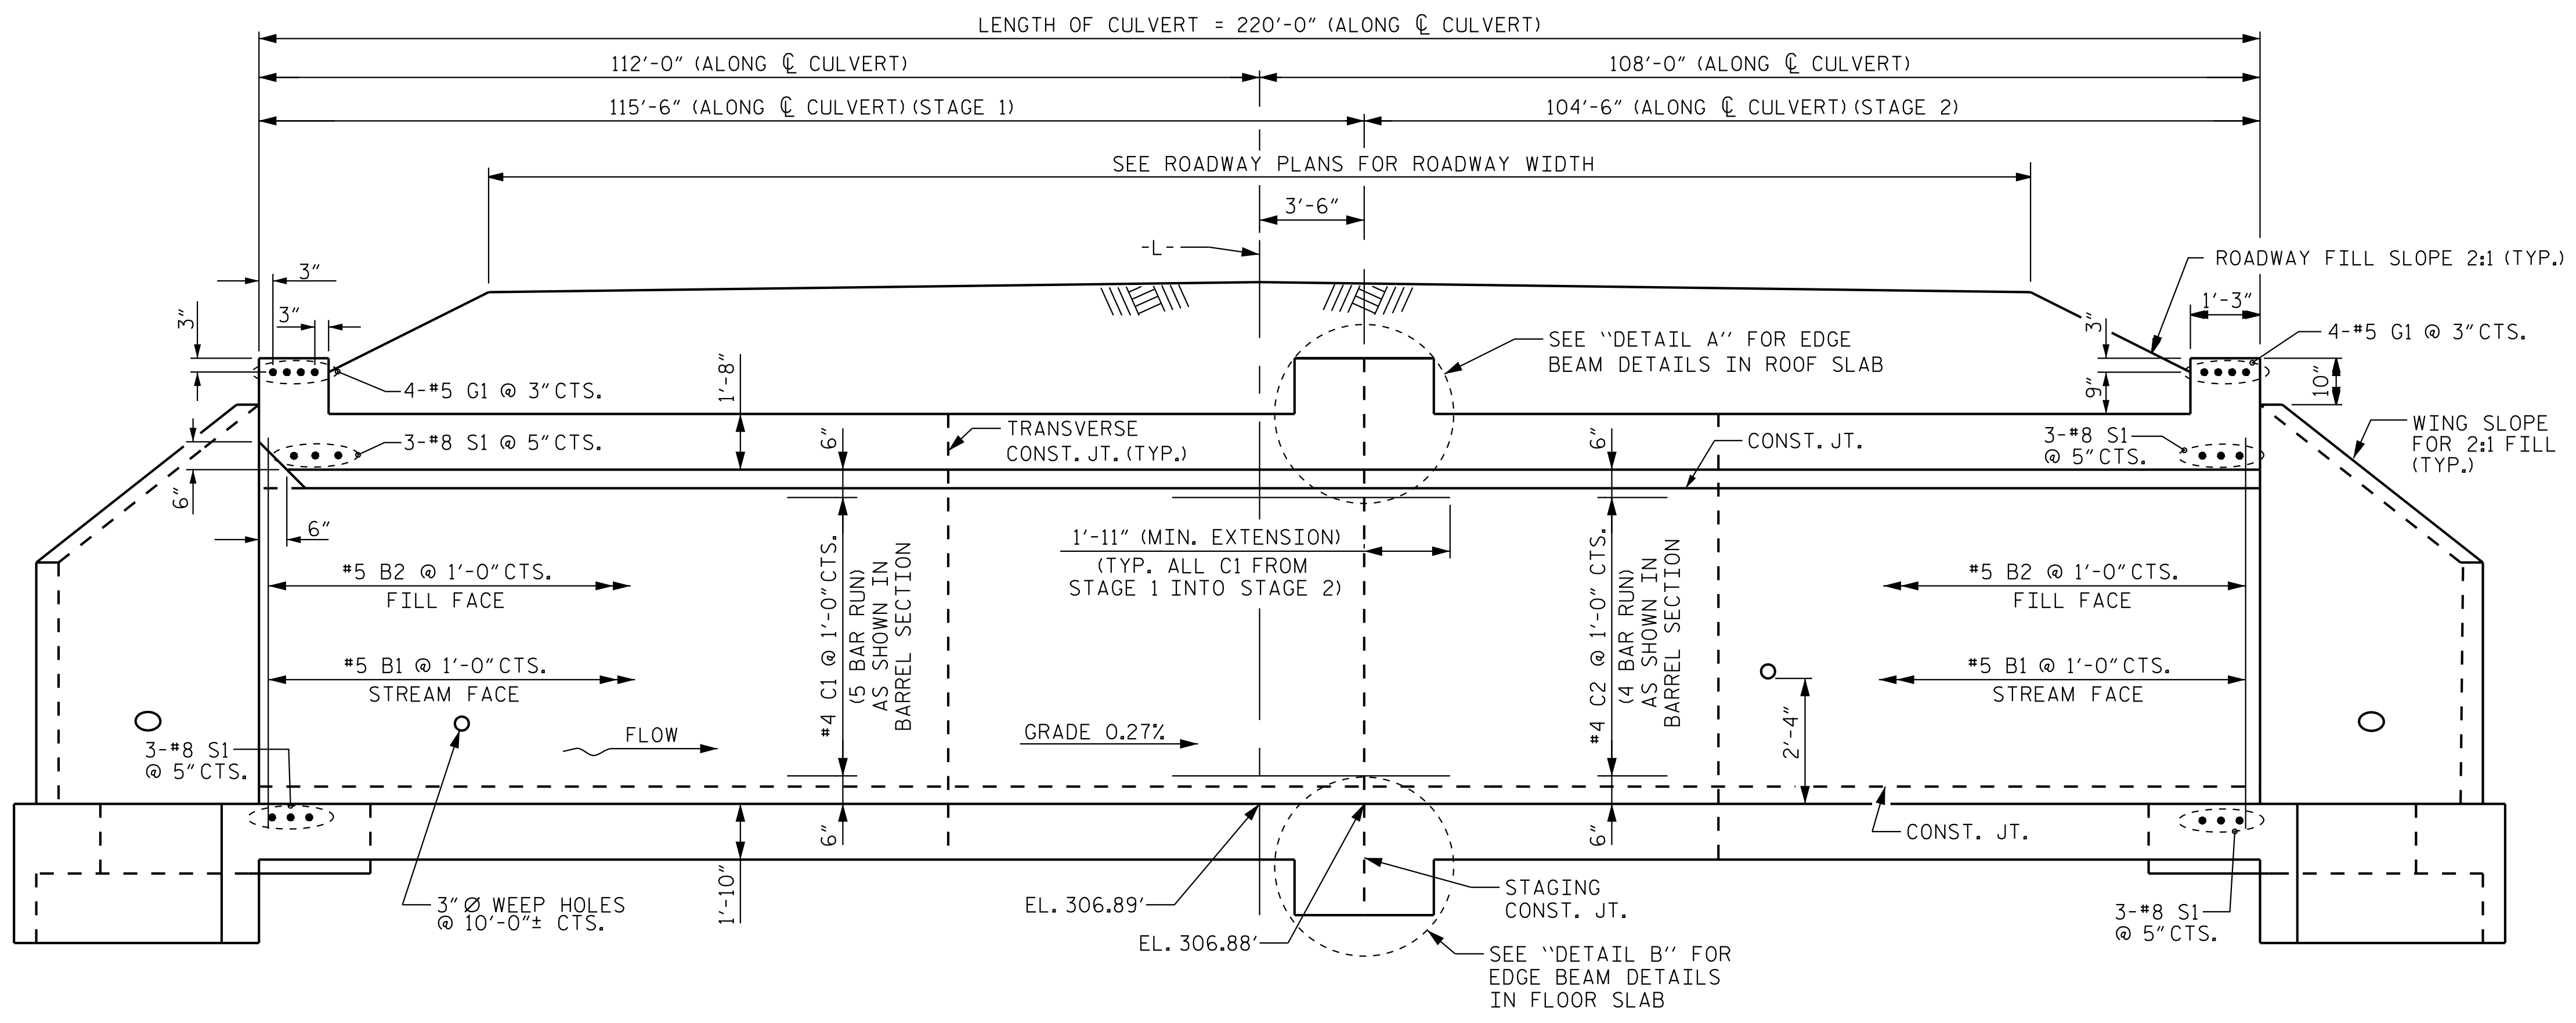 LENGTH OF CULVERT = 220'-0" (ALONG ℄ CULVERT)
112'-0" (ALONG ℄ CULVERT)
108'-0" (ALONG ℄ CULVERT)
115'-6" (ALONG ℄ CULVERT) (STAGE 1)
104'-6" (ALONG ℄ CULVERT) (STAGE 2)
SEE ROADWAY PLANS FOR ROADWAY WIDTH
3'-6"
-L-
ROADWAY FILL SLOPE 2:1 (TYP.)
3"
3"
3"
1'-3"
3"
4-#5 G1 @ 3" CTS.
SEE "DETAIL A" FOR EDGE
BEAM DETAILS IN ROOF SLAB
4-#5 G1 @ 3" CTS.
1'-8"
9"
10"
3-#8 S1 @ 5" CTS.
TRANSVERSE
CONST. JT. (TYP.)
6"
6"
CONST. JT.
3-#8 S1
@ 5" CTS.
WING SLOPE
FOR 2:1 FILL
(TYP.)
6"
6"
1'-11" (MIN. EXTENSION)
(TYP. ALL C1 FROM
STAGE 1 INTO STAGE 2)
#5 B2 @ 1'-0" CTS.
FILL FACE
#5 B1 @ 1'-0" CTS.
STREAM FACE
#4 C1 @ 1'-0" CTS.
(5 BAR RUN)
AS SHOWN IN
BARREL SECTION
#4 C2 @ 1'-0" CTS.
(4 BAR RUN)
AS SHOWN IN
BARREL SECTION
#5 B2 @ 1'-0" CTS.
FILL FACE
#5 B1 @ 1'-0" CTS.
STREAM FACE
2'-4"
FLOW
GRADE 0.27%
3-#8 S1
@ 5" CTS.
6"
6"
CONST. JT.
1'-10"
3" Ø WEEP HOLES
@ 10'-0"± CTS.
EL. 306.89'
EL. 306.88'
STAGING
CONST. JT.
3-#8 S1
@ 5" CTS.
SEE "DETAIL B" FOR
EDGE BEAM DETAILS
IN FLOOR SLAB